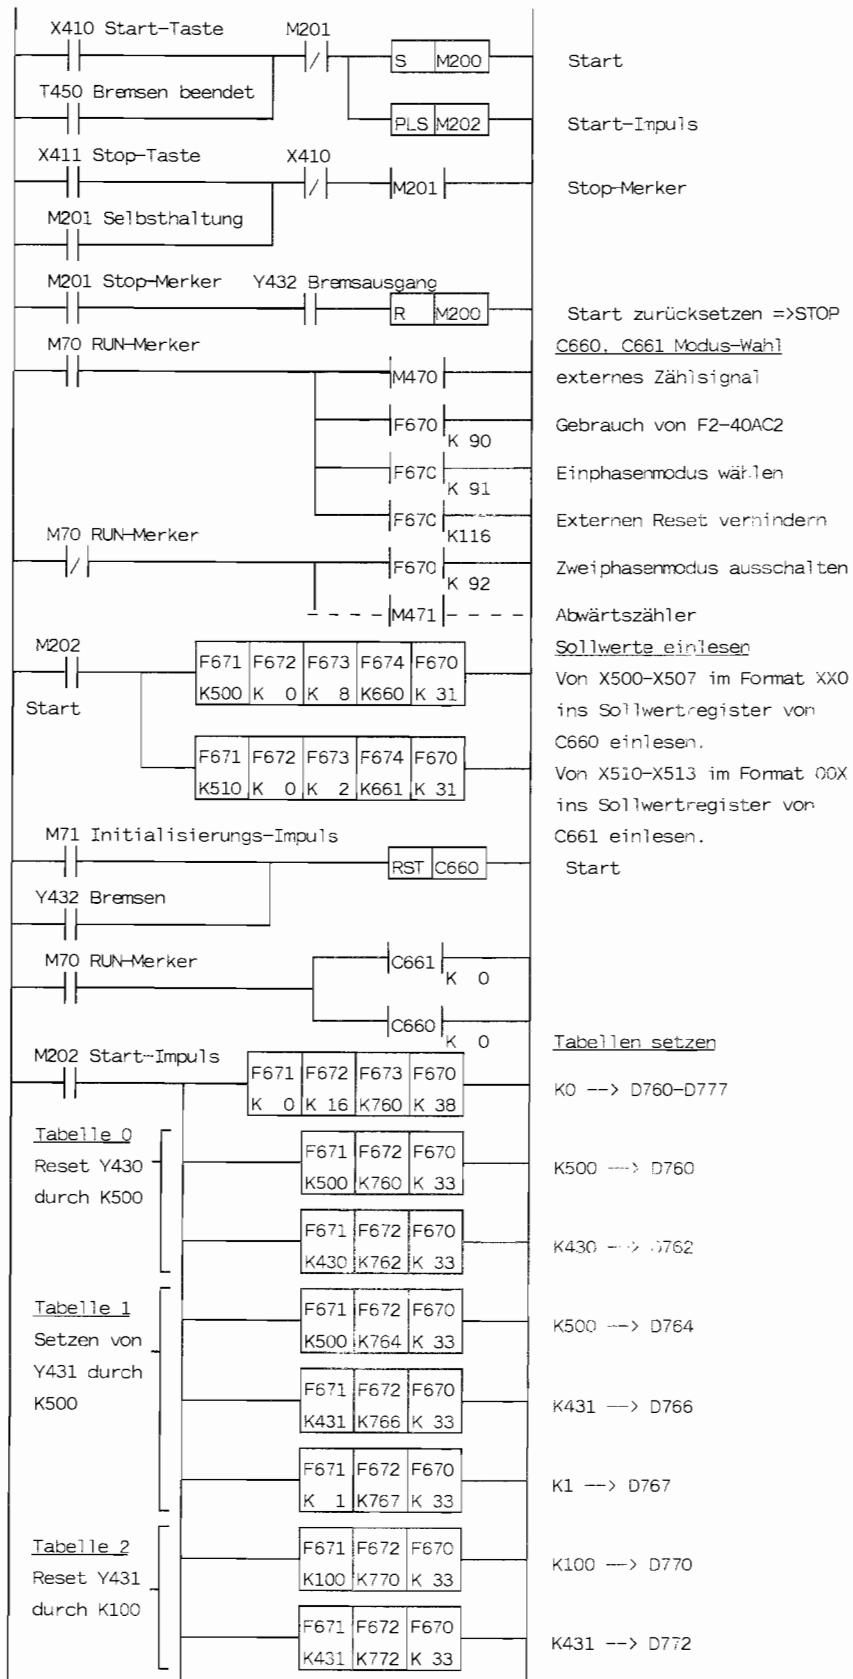 X410 Start-Taste M201
S M200 Start
T450 Bremsen beendet
PLS M202 Start-Impuls
X411 Stop-Taste X410
M201 Stop-Merker
M201 Selbsthaltung
M201 Stop-Merker Y432 Bremsausgang
R M200 Start zurücksetzen =>STOP
M70 RUN-Merker C660, C661 Modus-Wahl
M470 externes Zählsignal
F670 Gebrauch von F2-40AC2
K 90
F670 Einphasenmodus wählen
K 91
F670 Externen Reset verhindern
K116
M70 RUN-Merker
F670 Zweiphasenmodus ausschalten
K 92
M471 Abwärtszähler
M202 Sollwerte einlesen
F671 F672 F673 F674 F670 Von X500-X507 im Format XX0
K500 K 0 K 8 K660 K 31
Start ins Sollwertregister von
C660 einlesen.
F671 F672 F673 F674 F670
Von X510-X513 im Format 00X
K510 K 0 K 2 K661 K 31
ins Sollwertregister von
M71 Initialisierungs-Impuls C661 einlesen.
RST C660 Start
Y432 Bremsen
M70 RUN-Merker C661
K 0
C660
K 0 Tabellen setzen
M202 Start-Impuls
F671 F672 F673 F670
K 0 K 16 K760 K 38 K0 --> D760-D777
Tabelle 0
F671 F672 F670
Reset Y430 K500 --> D760
K500 K760 K 33
durch K500
F671 F672 F670
K430 --> D762
K430 K762 K 33
Tabelle 1
F671 F672 F670
K500 --> D764
Setzen von K500 K764 K 33
Y431 durch
F671 F672 F670
K500 K431 --> D766
K431 K766 K 33
F671 F672 F670
K1 --> D767
K 1 K767 K 33
Tabelle 2
F671 F672 F670
K100 --> D770
Reset Y431 K100 K770 K 33
durch K100
F671 F672 F670
K431 --> D772
K431 K772 K 33